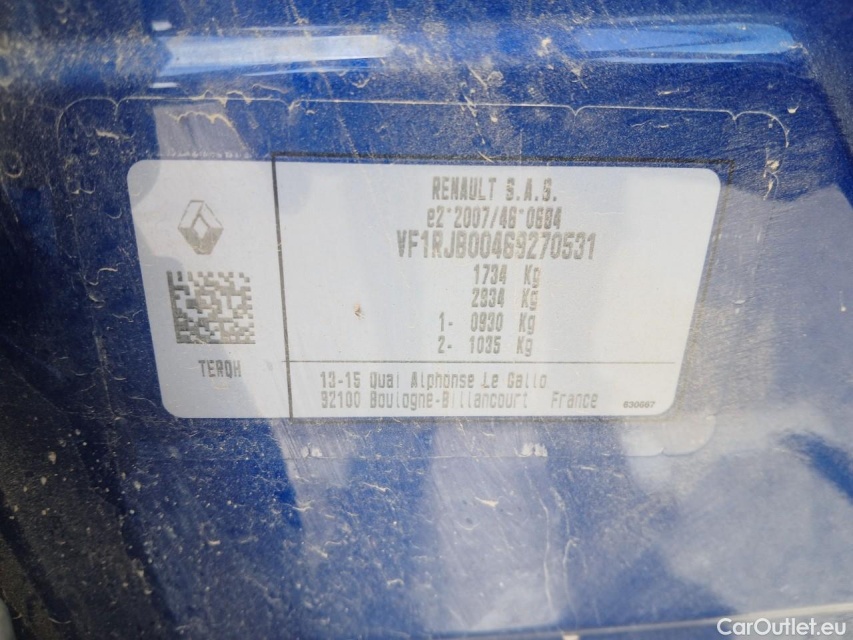 RENAULT S.A.S.
e2*2007/46*0684
VF1RJB00469270531
1734 Kg
2834 Kg
1- 0930 Kg
2- 1035 Kg
TERQH
13-15 Quai Alphonse Le Gallo
92100 Boulogne-Billancourt France
630667
CarOutlet.eu